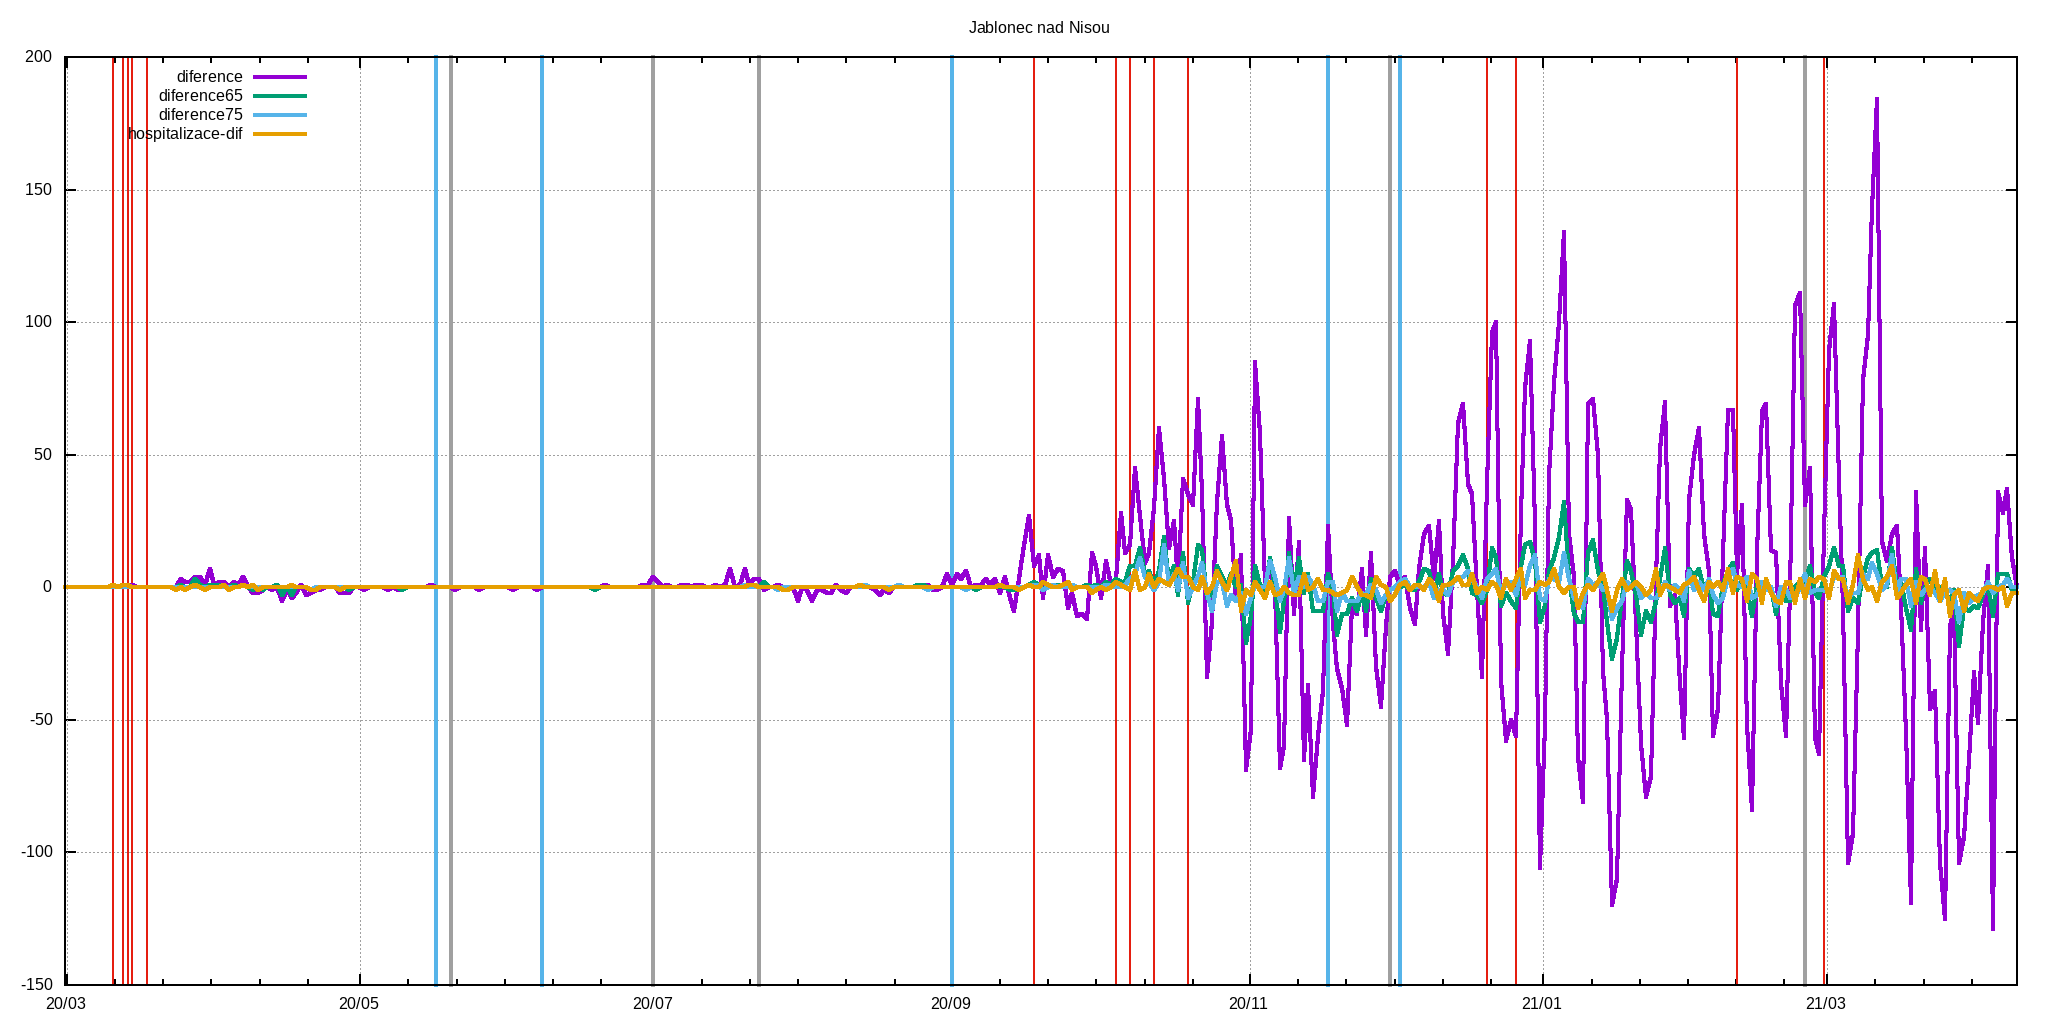 Jablonec nad Nisou
200
150
100
50
0
-50
-100
-150
diference
diference65
diference75
hospitalizace-dif
20/03 20/05 20/07 20/09 20/11 21/01 21/03